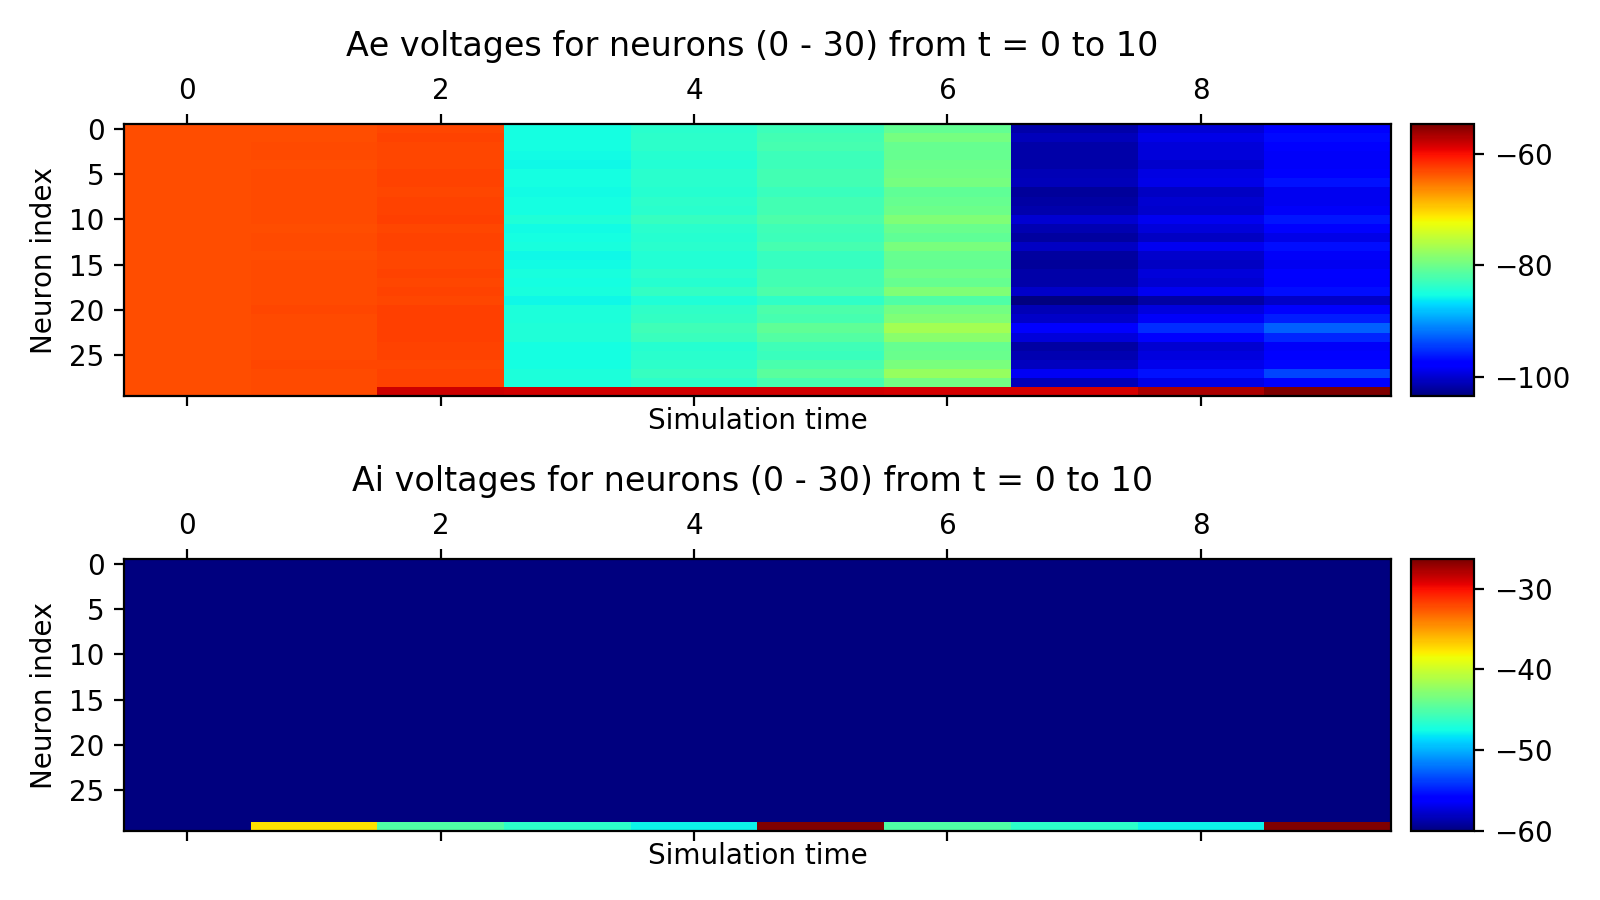 Ae voltages for neurons (0 - 30) from t = 0 to 10
0 2 4 6 8
Neuron index
0
5
10
15
20
25
Simulation time
−60
−80
−100
Ai voltages for neurons (0 - 30) from t = 0 to 10
0 2 4 6 8
Neuron index
0
5
10
15
20
25
Simulation time
−30
−40
−50
−60